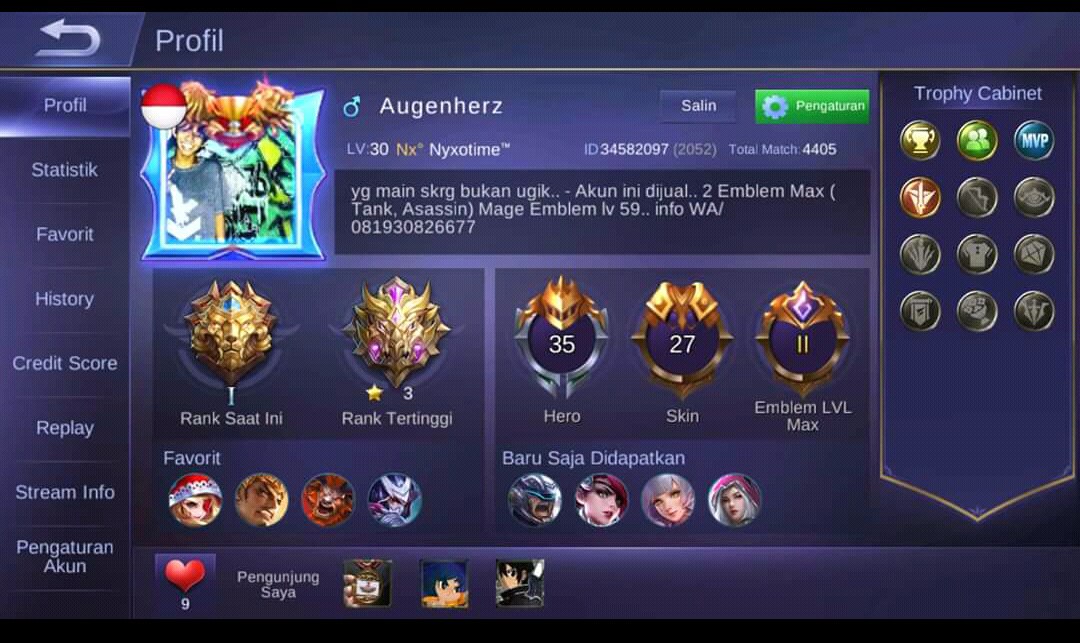 Profil
Profil
Statistik
Favorit
History
Credit Score
Replay
Stream Info
Pengaturan
Akun
Augenherz
Salin
Pengaturan
LV:30 Nx° Nyxotime™
ID34582097 (2052) Total Match:4405
yg main skrg bukan ugik.. - Akun ini dijual.. 2 Emblem Max (
Tank, Asassin) Mage Emblem lv 59.. info WA/
081930826677
I
Rank Saat Ini
3
Rank Tertinggi
35
Hero
27
Skin
II
Emblem LVL
Max
Favorit
Baru Saja Didapatkan
9
Pengunjung
Saya
Trophy Cabinet
MVP